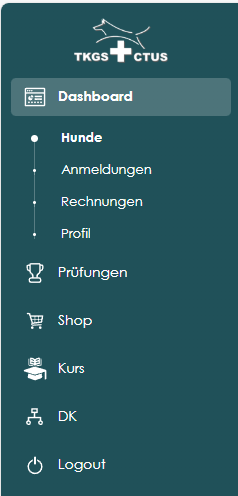 TKGS CTUS
Dashboard
Hunde
Anmeldungen
Rechnungen
Profil
Prüfungen
Shop
Kurs
DK
Logout